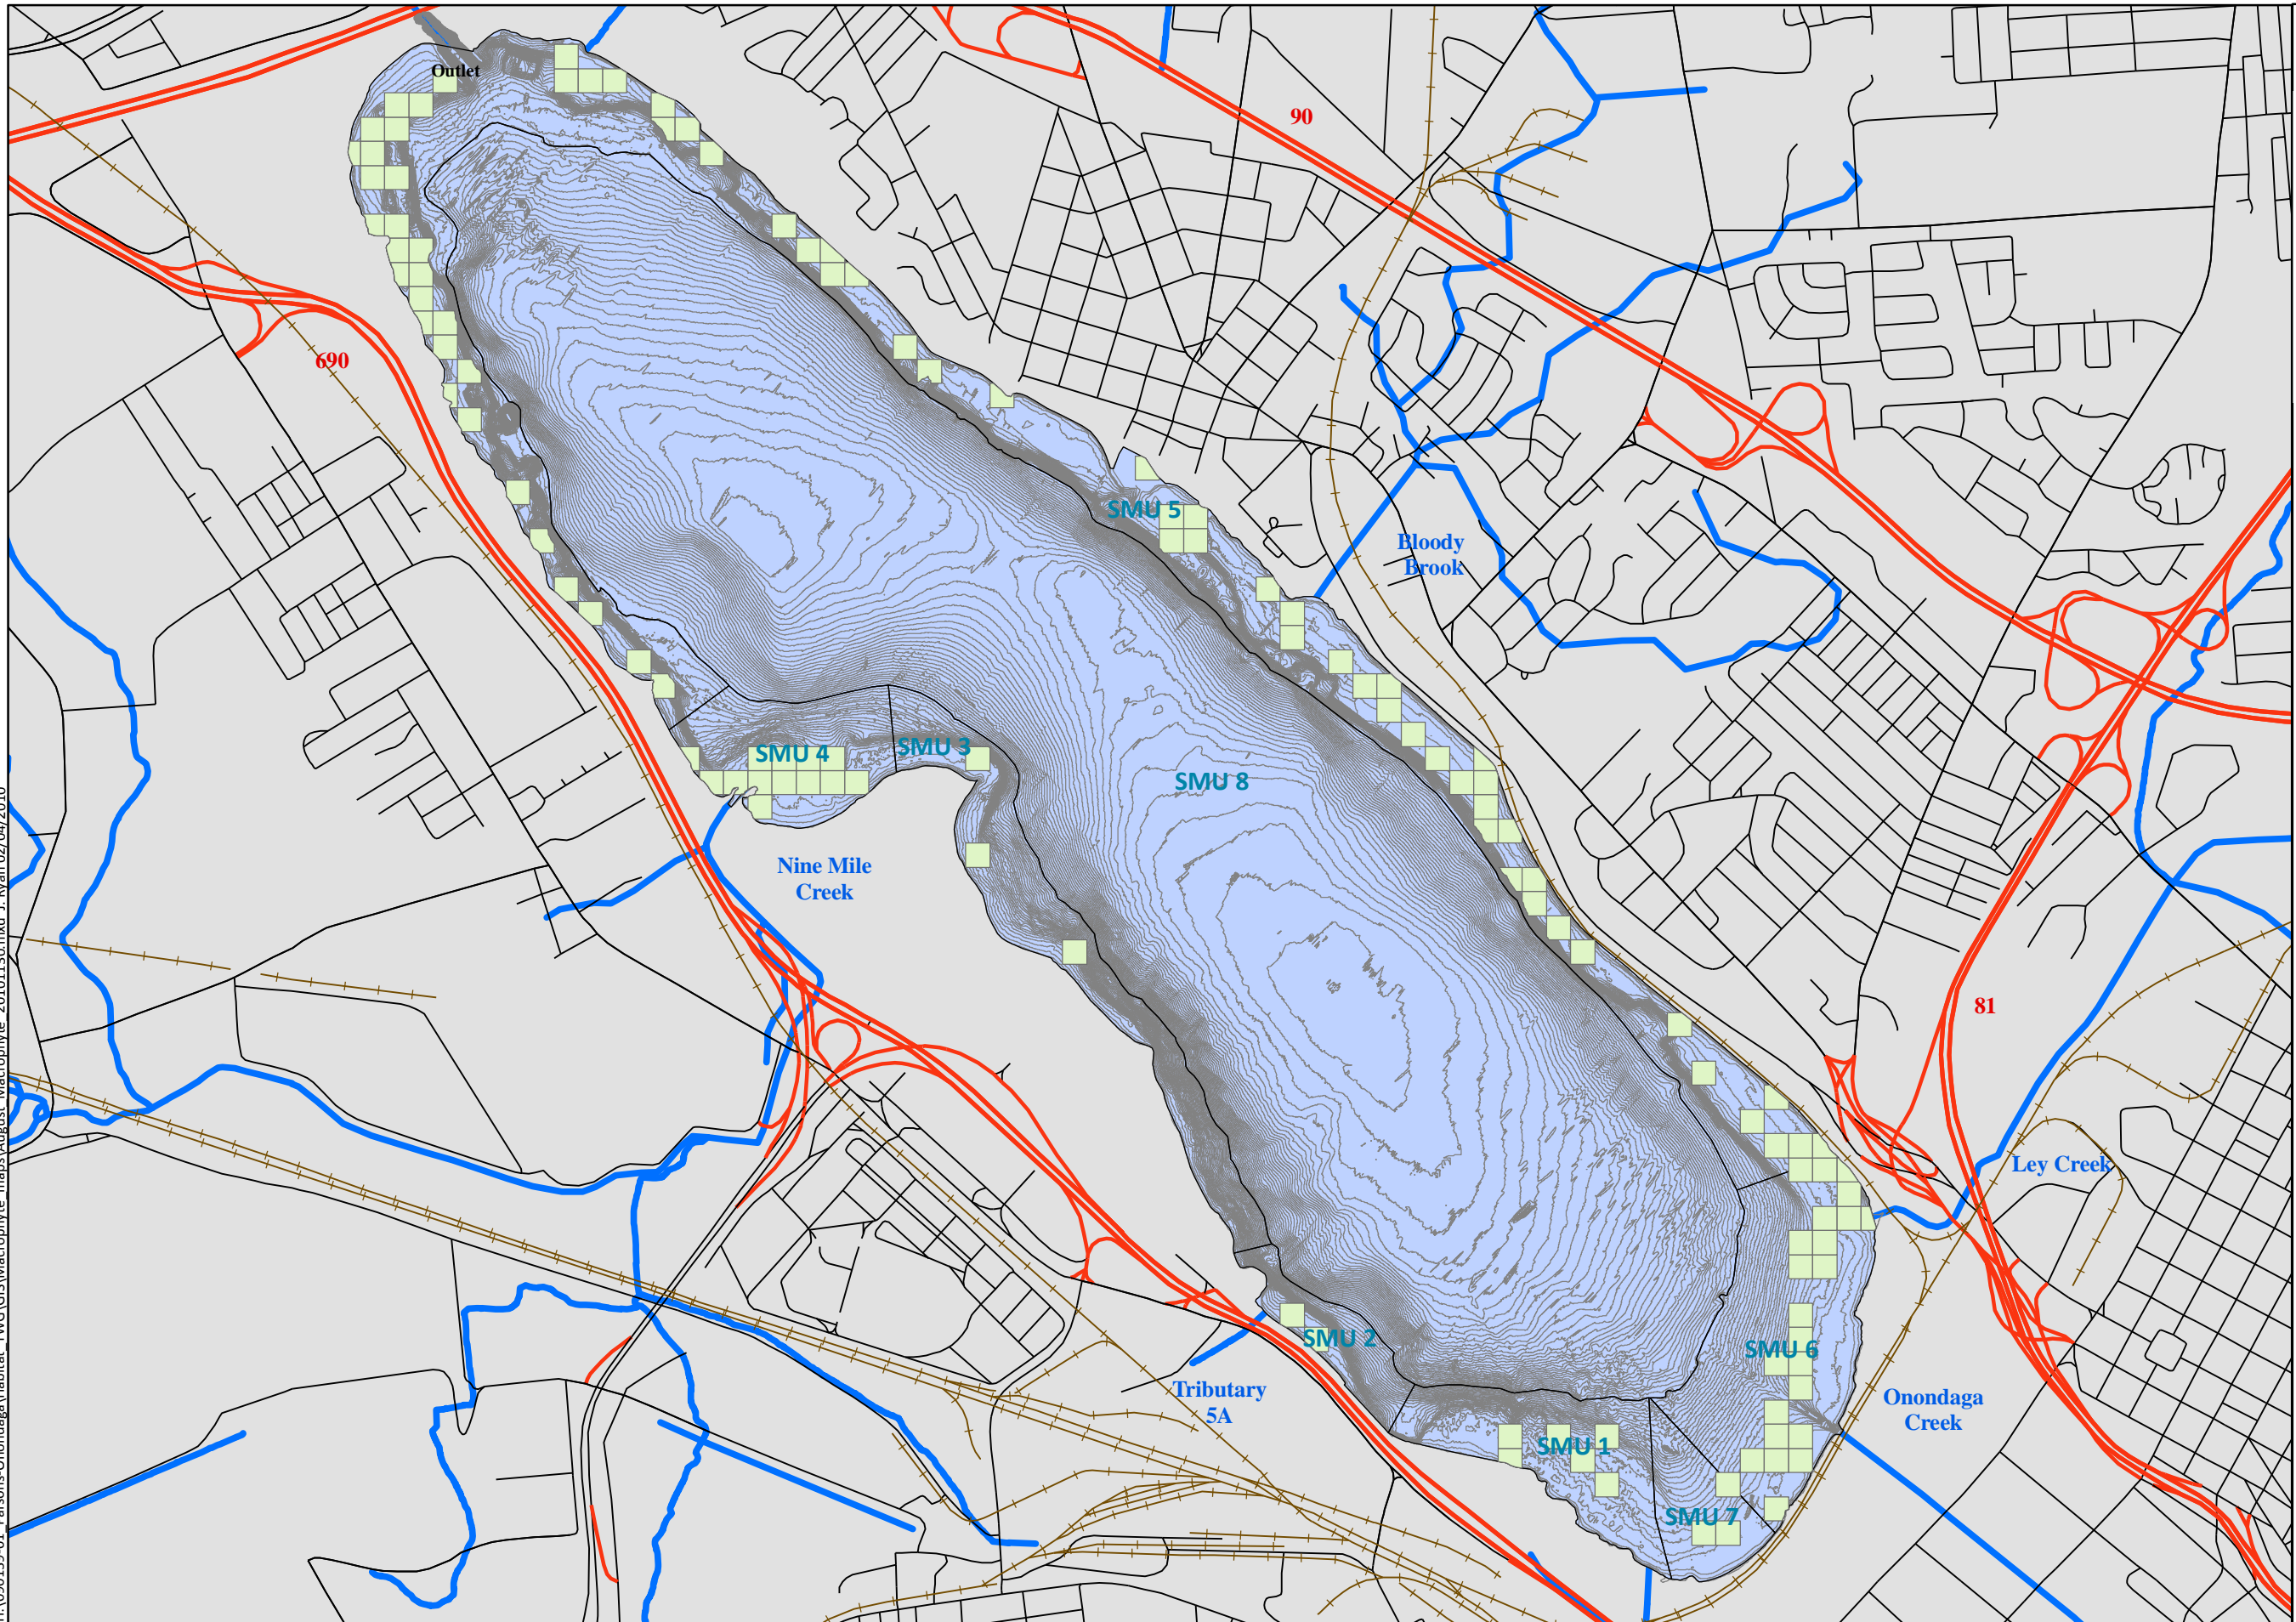 Outlet
90
690
SMU 5
Bloody
Brook
SMU 4
SMU 3
SMU 8
Nine Mile
Creek
81
Ley Creek
SMU 2
SMU 6
Tributary
5A
Onondaga
Creek
SMU 1
SMU 7